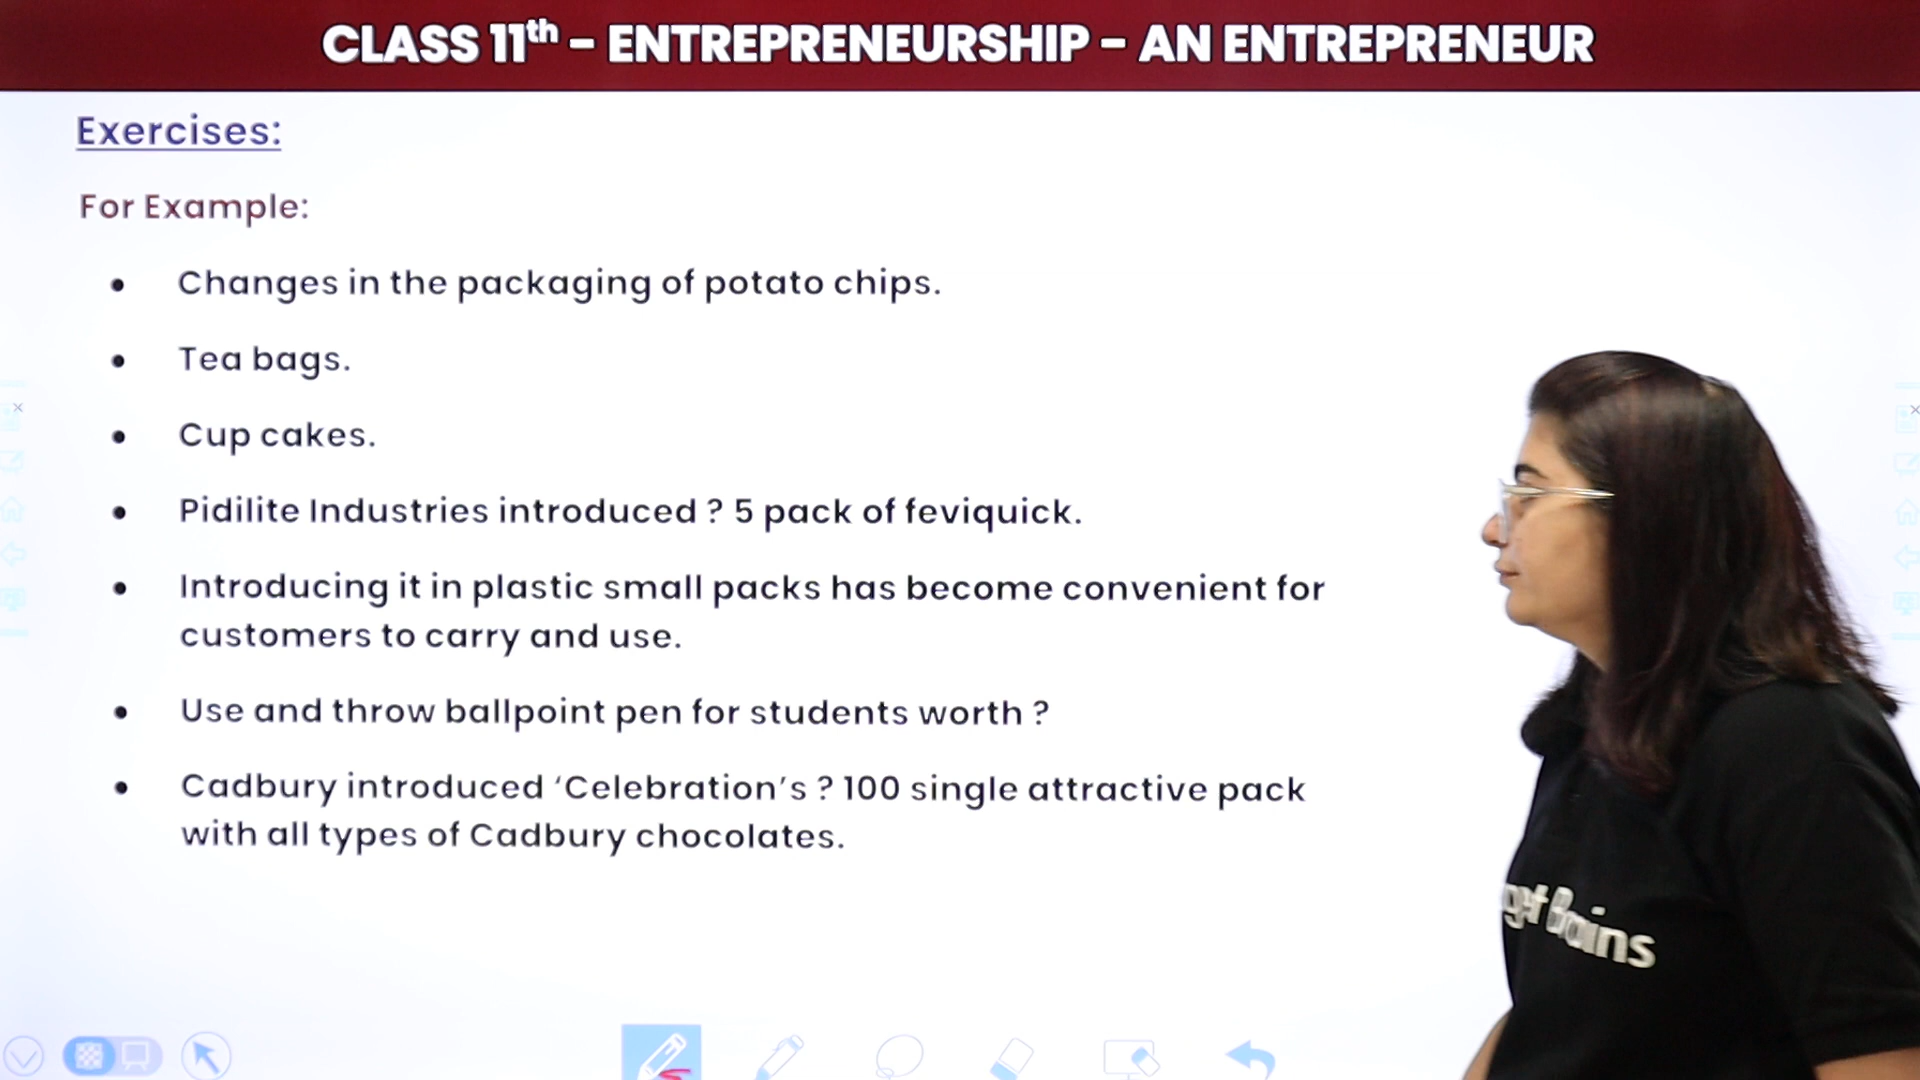 CLASS 11th – ENTREPRENEURSHIP – AN ENTREPRENEUR
Exercises:
For Example:
• Changes in the packaging of potato chips.
• Tea bags.
• Cup cakes.
• Pidilite Industries introduced ? 5 pack of feviquick.
• Introducing it in plastic small packs has become convenient for
customers to carry and use.
• Use and throw ballpoint pen for students worth ?
• Cadbury introduced ‘Celebration’s ? 100 single attractive pack
with all types of Cadbury chocolates.
get Brains